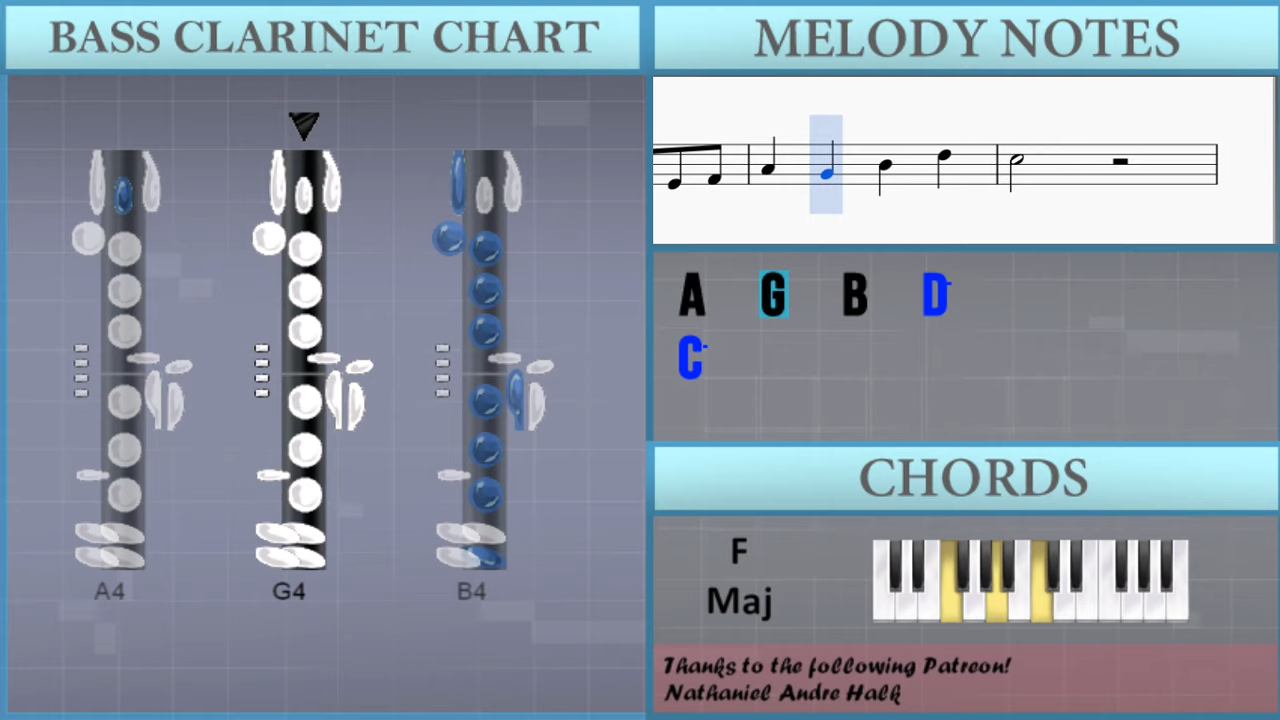 BASS CLARINET CHART
A4 G4 B4
MELODY NOTES
A G B D-
C-
CHORDS
F
Maj
Thanks to the following Patreon!
Nathaniel Andre Halk